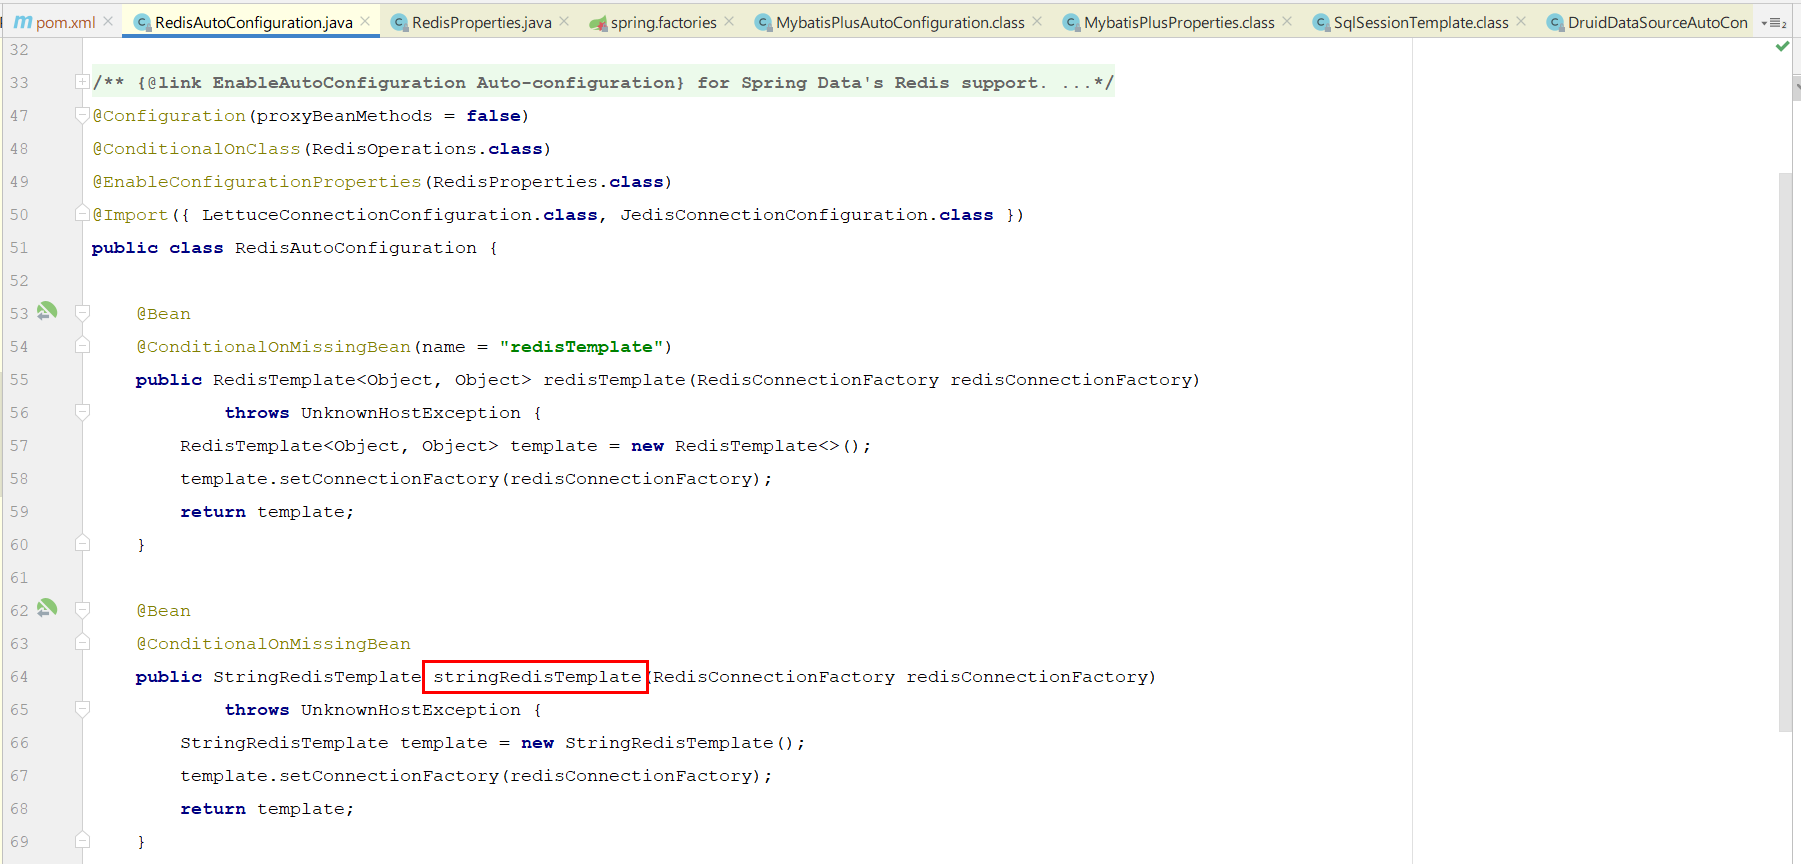 pom.xml RedisAutoConfiguration.java RedisProperties.java spring.factories MybatisPlusAutoConfiguration.class MybatisPlusProperties.class SqlSessionTemplate.class DruidDataSourceAutoCon 2
32
33 /** {@link EnableAutoConfiguration Auto-configuration} for Spring Data's Redis support. ...*/
47 @Configuration(proxyBeanMethods = false)
48 @ConditionalOnClass(RedisOperations.class)
49 @EnableConfigurationProperties(RedisProperties.class)
50 @Import({ LettuceConnectionConfiguration.class, JedisConnectionConfiguration.class })
51 public class RedisAutoConfiguration {
52
53 @Bean
54 @ConditionalOnMissingBean(name = "redisTemplate")
55 public RedisTemplate<Object, Object> redisTemplate(RedisConnectionFactory redisConnectionFactory)
56 throws UnknownHostException {
57 RedisTemplate<Object, Object> template = new RedisTemplate<>();
58 template.setConnectionFactory(redisConnectionFactory);
59 return template;
60 }
61
62 @Bean
63 @ConditionalOnMissingBean
64 public StringRedisTemplate stringRedisTemplate(RedisConnectionFactory redisConnectionFactory)
65 throws UnknownHostException {
66 StringRedisTemplate template = new StringRedisTemplate();
67 template.setConnectionFactory(redisConnectionFactory);
68 return template;
69 }